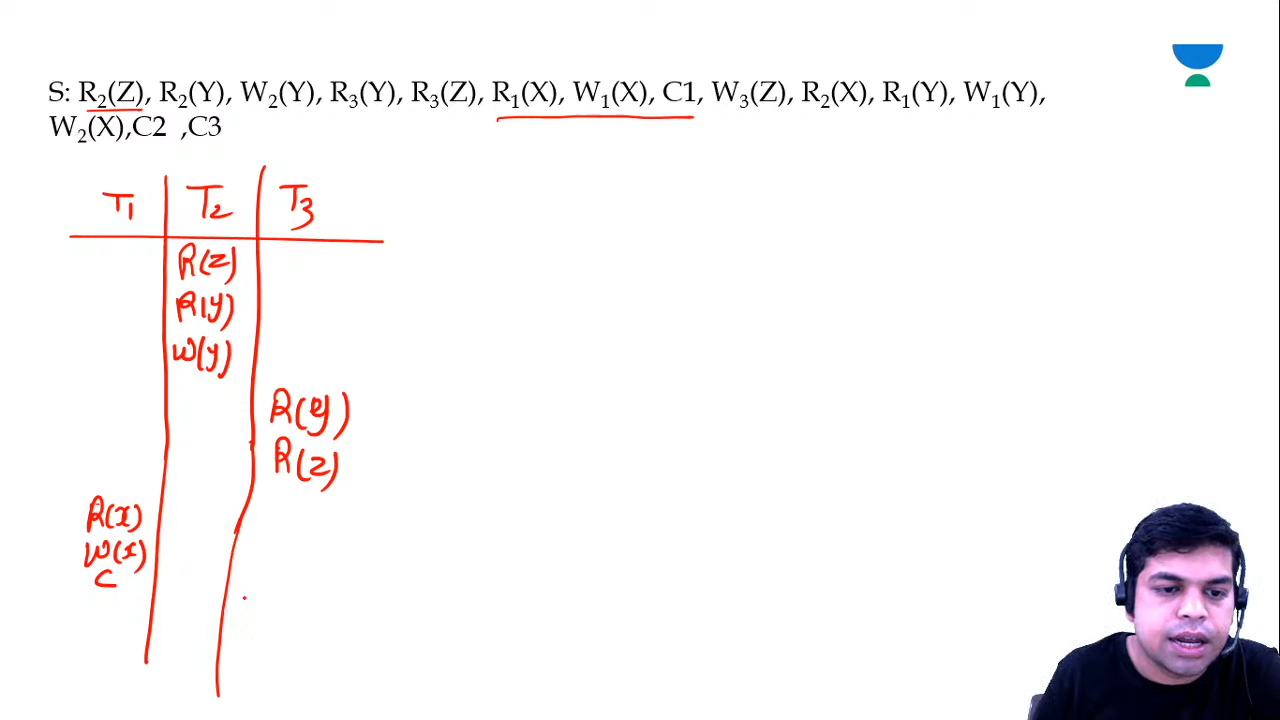 S: R₂(Z), R₂(Y), W₂(Y), R₃(Y), R₃(Z), R₁(X), W₁(X), C1, W₃(Z), R₂(X), R₁(Y), W₁(Y),
W₂(X),C2 ,C3
T₁ T₂ T₃
R(z)
R(y)
W(y)
R(y)
R(z)
R(x)
W(x)
C